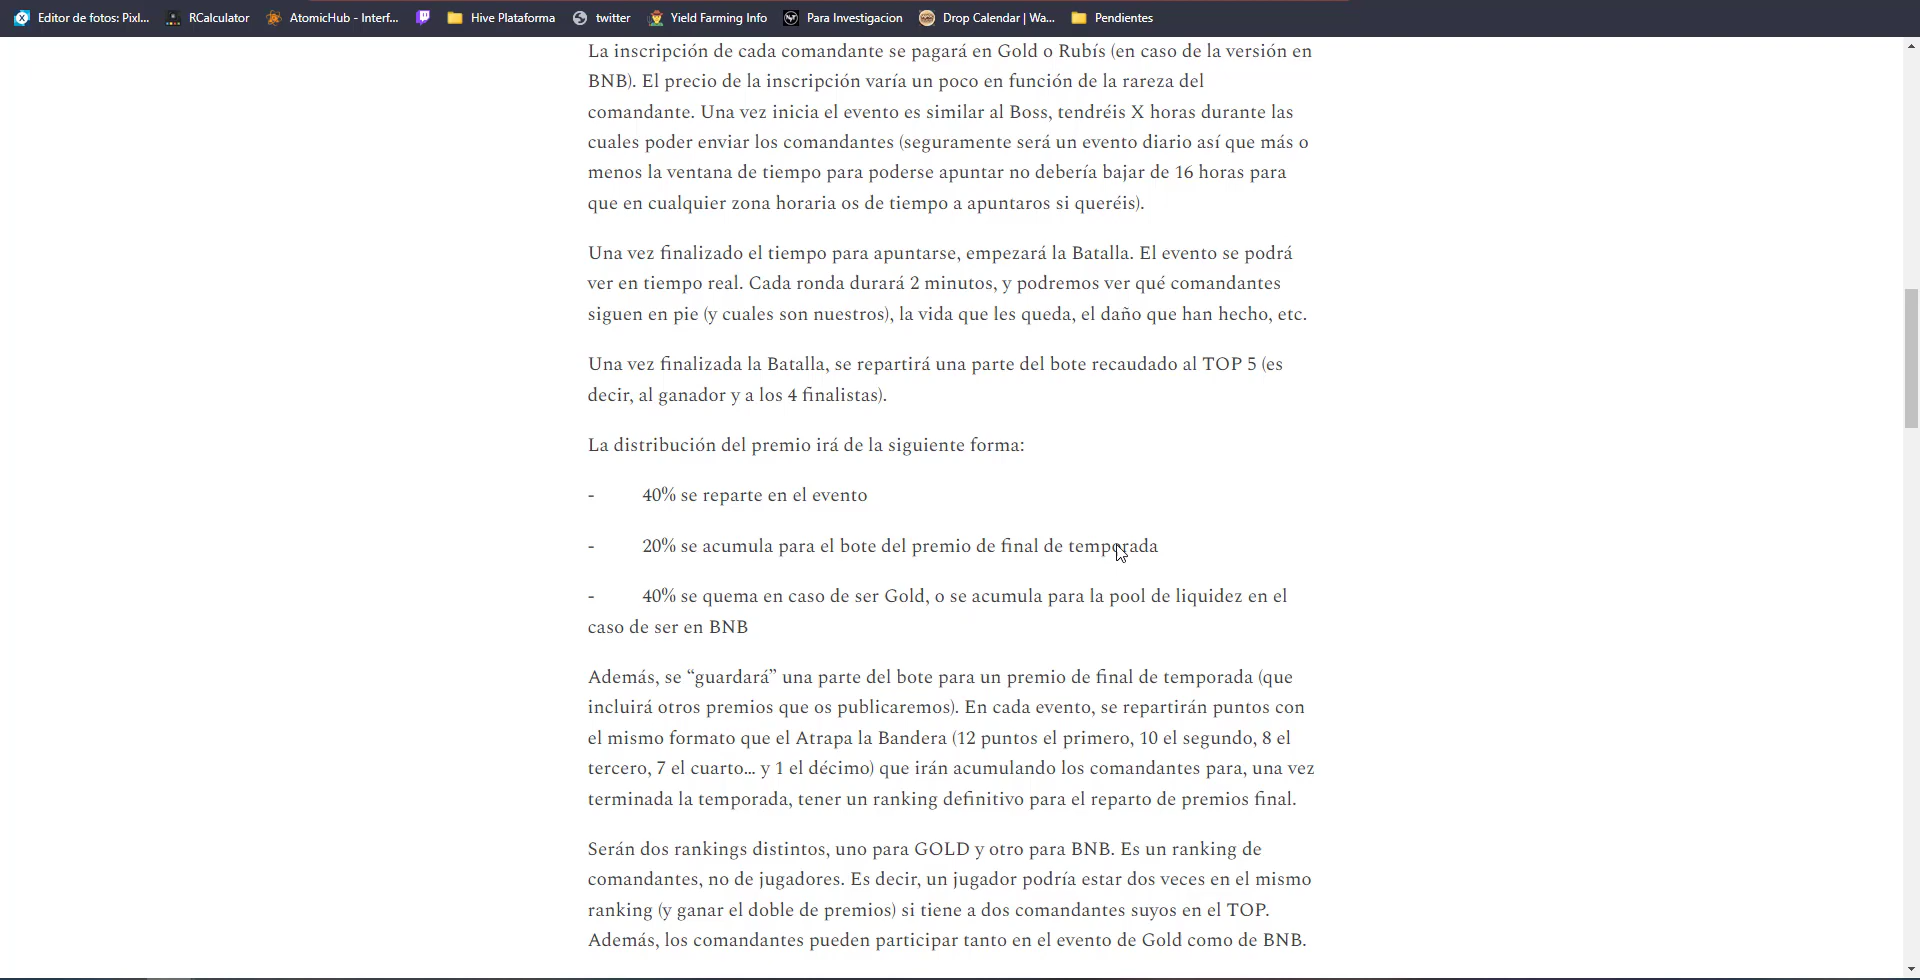 Editor de fotos: Pixl... RCalculator AtomicHub - Interf... Hive Plataforma twitter Yield Farming Info Para Investigacion Drop Calendar | Wa... Pendientes
La inscripción de cada comandante se pagará en Gold o Rubís (en caso de la versión en
BNB). El precio de la inscripción varía un poco en función de la rareza del
comandante. Una vez inicia el evento es similar al Boss, tendréis X horas durante las
cuales poder enviar los comandantes (seguramente será un evento diario así que más o
menos la ventana de tiempo para poderse apuntar no debería bajar de 16 horas para
que en cualquier zona horaria os de tiempo a apuntaros si queréis).
Una vez finalizado el tiempo para apuntarse, empezará la Batalla. El evento se podrá
ver en tiempo real. Cada ronda durará 2 minutos, y podremos ver qué comandantes
siguen en pie (y cuales son nuestros), la vida que les queda, el daño que han hecho, etc.
Una vez finalizada la Batalla, se repartirá una parte del bote recaudado al TOP 5 (es
decir, al ganador y a los 4 finalistas).
La distribución del premio irá de la siguiente forma:
- 40% se reparte en el evento
- 20% se acumula para el bote del premio de final de temporada
- 40% se quema en caso de ser Gold, o se acumula para la pool de liquidez en el
caso de ser en BNB
Además, se “guardará” una parte del bote para un premio de final de temporada (que
incluirá otros premios que os publicaremos). En cada evento, se repartirán puntos con
el mismo formato que el Atrapa la Bandera (12 puntos el primero, 10 el segundo, 8 el
tercero, 7 el cuarto... y 1 el décimo) que irán acumulando los comandantes para, una vez
terminada la temporada, tener un ranking definitivo para el reparto de premios final.
Serán dos rankings distintos, uno para GOLD y otro para BNB. Es un ranking de
comandantes, no de jugadores. Es decir, un jugador podría estar dos veces en el mismo
ranking (y ganar el doble de premios) si tiene a dos comandantes suyos en el TOP.
Además, los comandantes pueden participar tanto en el evento de Gold como de BNB.